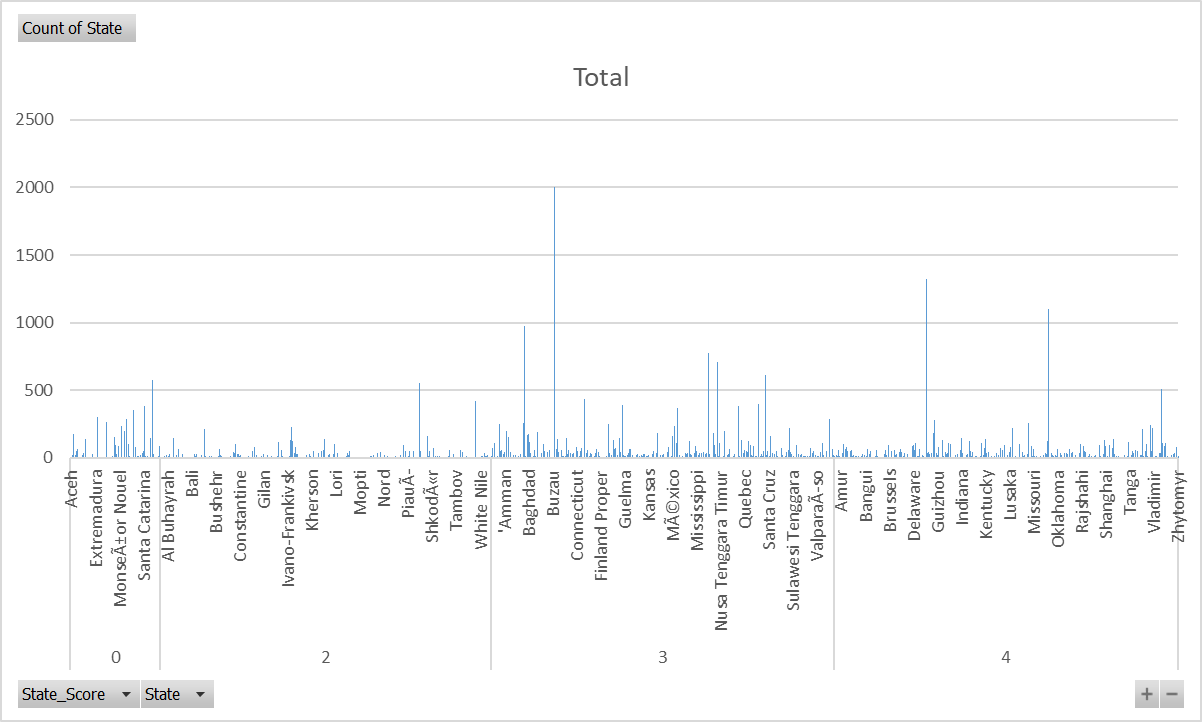 Count of State
Total
2500
2000
1500
1000
500
0
Aceh
Extremadura
MonseÃ±or Nouel
Santa Catarina
Al Buhayrah
Bali
Bushehr
Constantine
Gilan
Ivano-Frankivsk
Kherson
Lori
Mopti
Nord
PiauÃ-
ShkodÃ«r
Tambov
White Nile
'Amman
Baghdad
Buzau
Connecticut
Finland Proper
Guelma
Kansas
MÃ©xico
Mississippi
Nusa Tenggara Timur
Quebec
Santa Cruz
Sulawesi Tenggara
ValparaÃ-so
Amur
Bangui
Brussels
Delaware
Guizhou
Indiana
Kentucky
Lusaka
Missouri
Oklahoma
Rajshahi
Shanghai
Tanga
Vladimir
Zhytomyr
0
2
3
4
State_Score
State